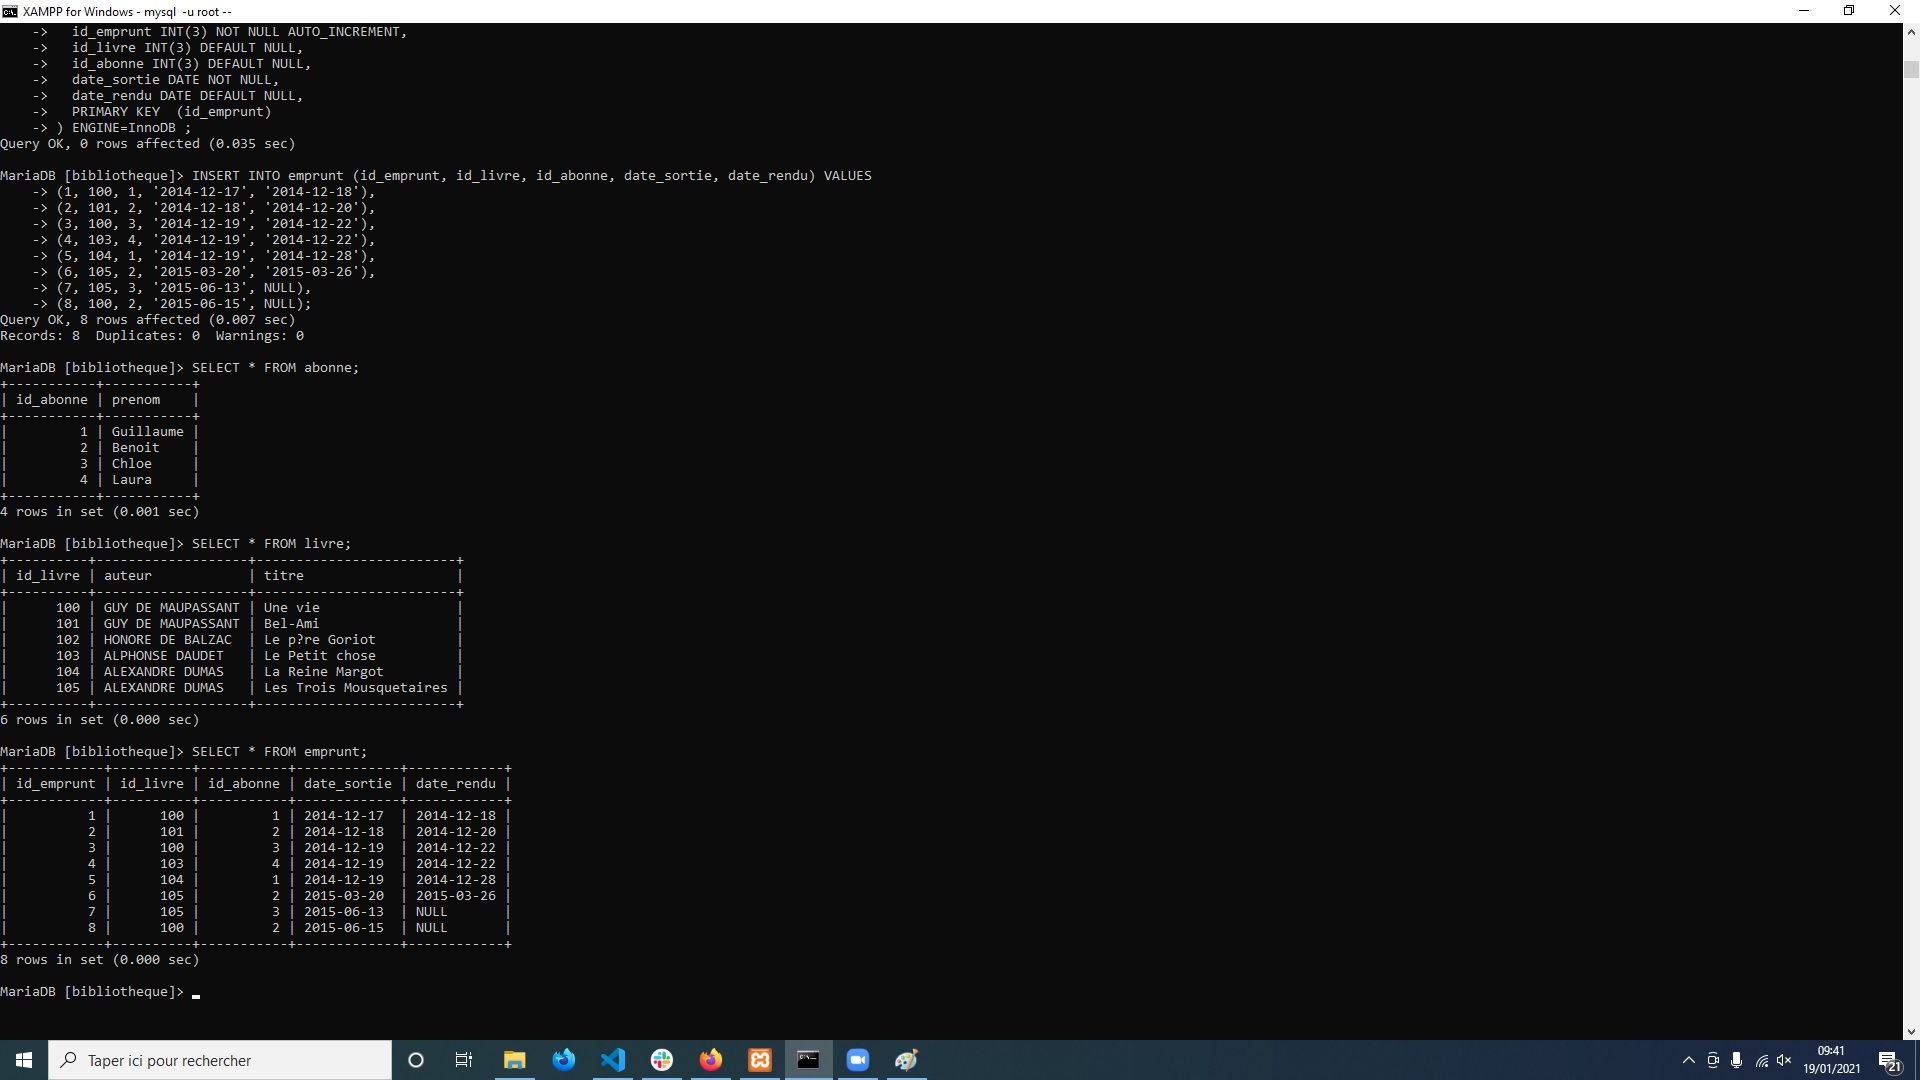 XAMPP for Windows - mysql  -u root --
    ->   id_emprunt INT(3) NOT NULL AUTO_INCREMENT,
    ->   id_livre INT(3) DEFAULT NULL,
    ->   id_abonne INT(3) DEFAULT NULL,
    ->   date_sortie DATE NOT NULL,
    ->   date_rendu DATE DEFAULT NULL,
    ->   PRIMARY KEY  (id_emprunt)
    -> ) ENGINE=InnoDB ;
Query OK, 0 rows affected (0.035 sec)
MariaDB [bibliotheque]> INSERT INTO emprunt (id_emprunt, id_livre, id_abonne, date_sortie, date_rendu) VALUES
    -> (1, 100, 1, '2014-12-17', '2014-12-18'),
    -> (2, 101, 2, '2014-12-18', '2014-12-20'),
    -> (3, 100, 3, '2014-12-19', '2014-12-22'),
    -> (4, 103, 4, '2014-12-19', '2014-12-22'),
    -> (5, 104, 1, '2014-12-19', '2014-12-28'),
    -> (6, 105, 2, '2015-03-20', '2015-03-26'),
    -> (7, 105, 3, '2015-06-13', NULL),
    -> (8, 100, 2, '2015-06-15', NULL);
Query OK, 8 rows affected (0.007 sec)
Records: 8  Duplicates: 0  Warnings: 0
MariaDB [bibliotheque]> SELECT * FROM abonne;
+-----------+-----------+
| id_abonne | prenom    |
+-----------+-----------+
|         1 | Guillaume |
|         2 | Benoit    |
|         3 | Chloe     |
|         4 | Laura     |
+-----------+-----------+
4 rows in set (0.001 sec)
MariaDB [bibliotheque]> SELECT * FROM livre;
+----------+-------------------+-------------------------+
| id_livre | auteur            | titre                   |
+----------+-------------------+-------------------------+
|      100 | GUY DE MAUPASSANT | Une vie                 |
|      101 | GUY DE MAUPASSANT | Bel-Ami                 |
|      102 | HONORE DE BALZAC  | Le p?re Goriot          |
|      103 | ALPHONSE DAUDET   | Le Petit chose          |
|      104 | ALEXANDRE DUMAS   | La Reine Margot         |
|      105 | ALEXANDRE DUMAS   | Les Trois Mousquetaires |
+----------+-------------------+-------------------------+
6 rows in set (0.000 sec)
MariaDB [bibliotheque]> SELECT * FROM emprunt;
+------------+----------+-----------+-------------+------------+
| id_emprunt | id_livre | id_abonne | date_sortie | date_rendu |
+------------+----------+-----------+-------------+------------+
|          1 |      100 |         1 | 2014-12-17  | 2014-12-18 |
|          2 |      101 |         2 | 2014-12-18  | 2014-12-20 |
|          3 |      100 |         3 | 2014-12-19  | 2014-12-22 |
|          4 |      103 |         4 | 2014-12-19  | 2014-12-22 |
|          5 |      104 |         1 | 2014-12-19  | 2014-12-28 |
|          6 |      105 |         2 | 2015-03-20  | 2015-03-26 |
|          7 |      105 |         3 | 2015-06-13  | NULL       |
|          8 |      100 |         2 | 2015-06-15  | NULL       |
+------------+----------+-----------+-------------+------------+
8 rows in set (0.000 sec)
MariaDB [bibliotheque]>
Taper ici pour rechercher
09:41
19/01/2021
21